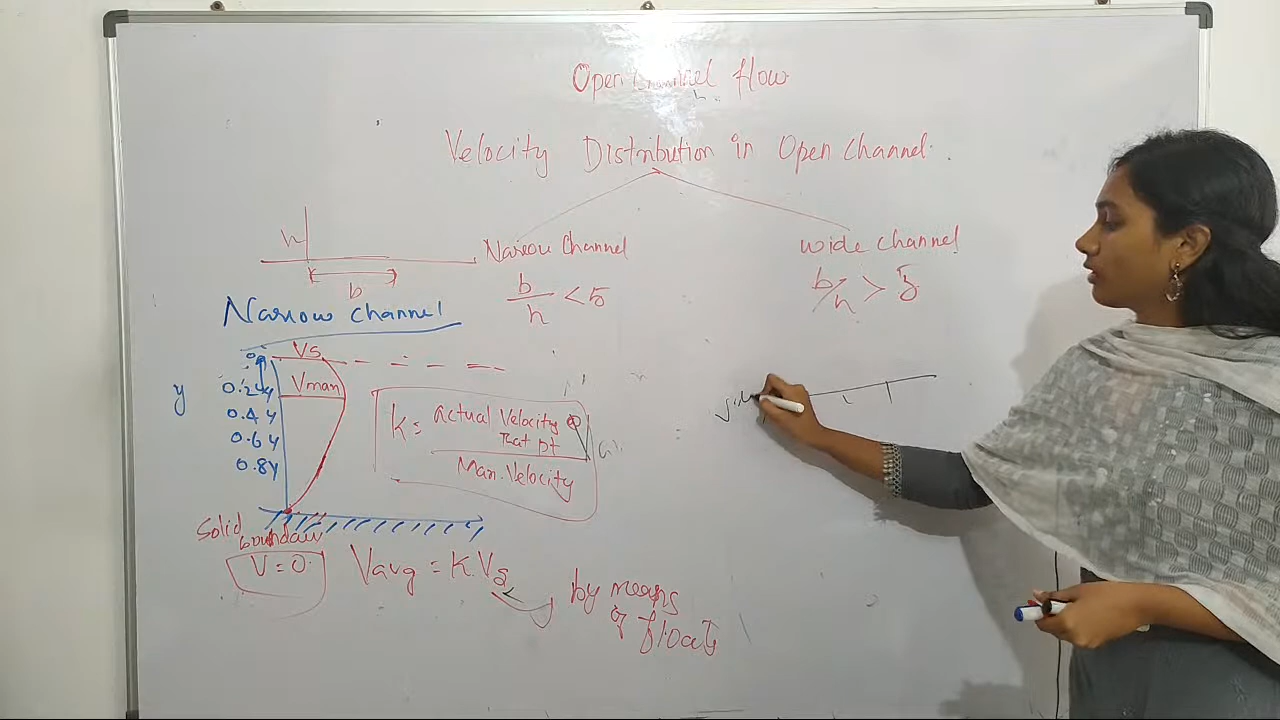 Open Channel flow
Velocity Distribution in Open Channel.
h
b
Narrow Channel
b/h < 5
wide channel
b/h > 5
Narrow channel
Vs
y
0.2y
Vman
0.4y
0.6y
0.8y
K = actual Velocity @ That pt / Man. Velocity
Solid boundary
V = 0.
Vavg = K.Vs
by means of floats